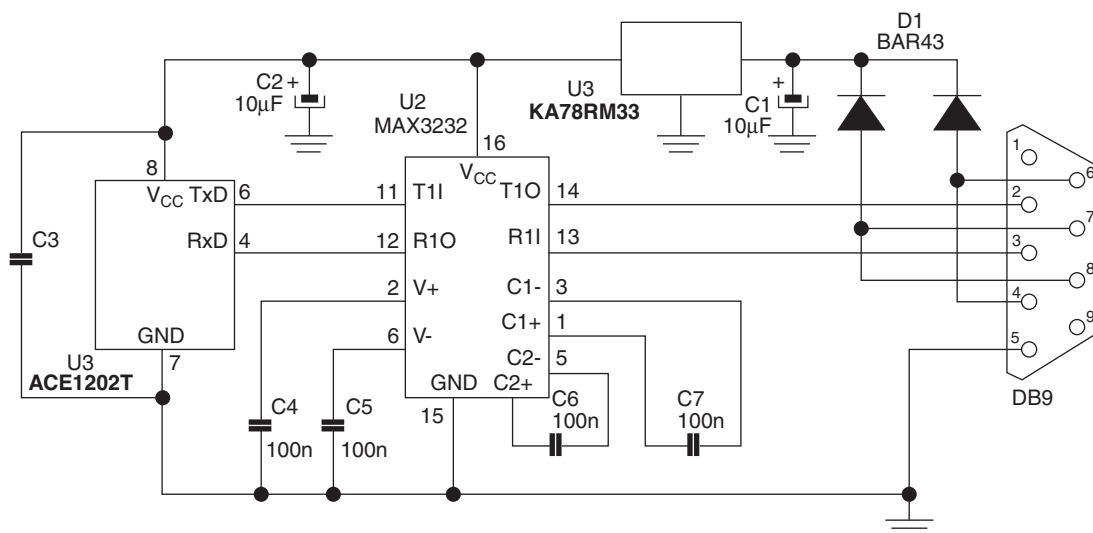 D1
BAR43
C2 +
10µF
U2
MAX3232
U3
KA78RM33
+
C1
10µF
16
VCC
8
VCC TxD
6
11
T1I
T1O
14
RxD
4
12
R1O
R1I
13
C3
2
V+
C1-
3
6
V-
C1+
1
C2-
5
GND
7
U3
ACE1202T
GND
C2+
15
C4
100n
C5
100n
C6
100n
C7
100n
1
6
2
7
3
8
4
9
5
DB9